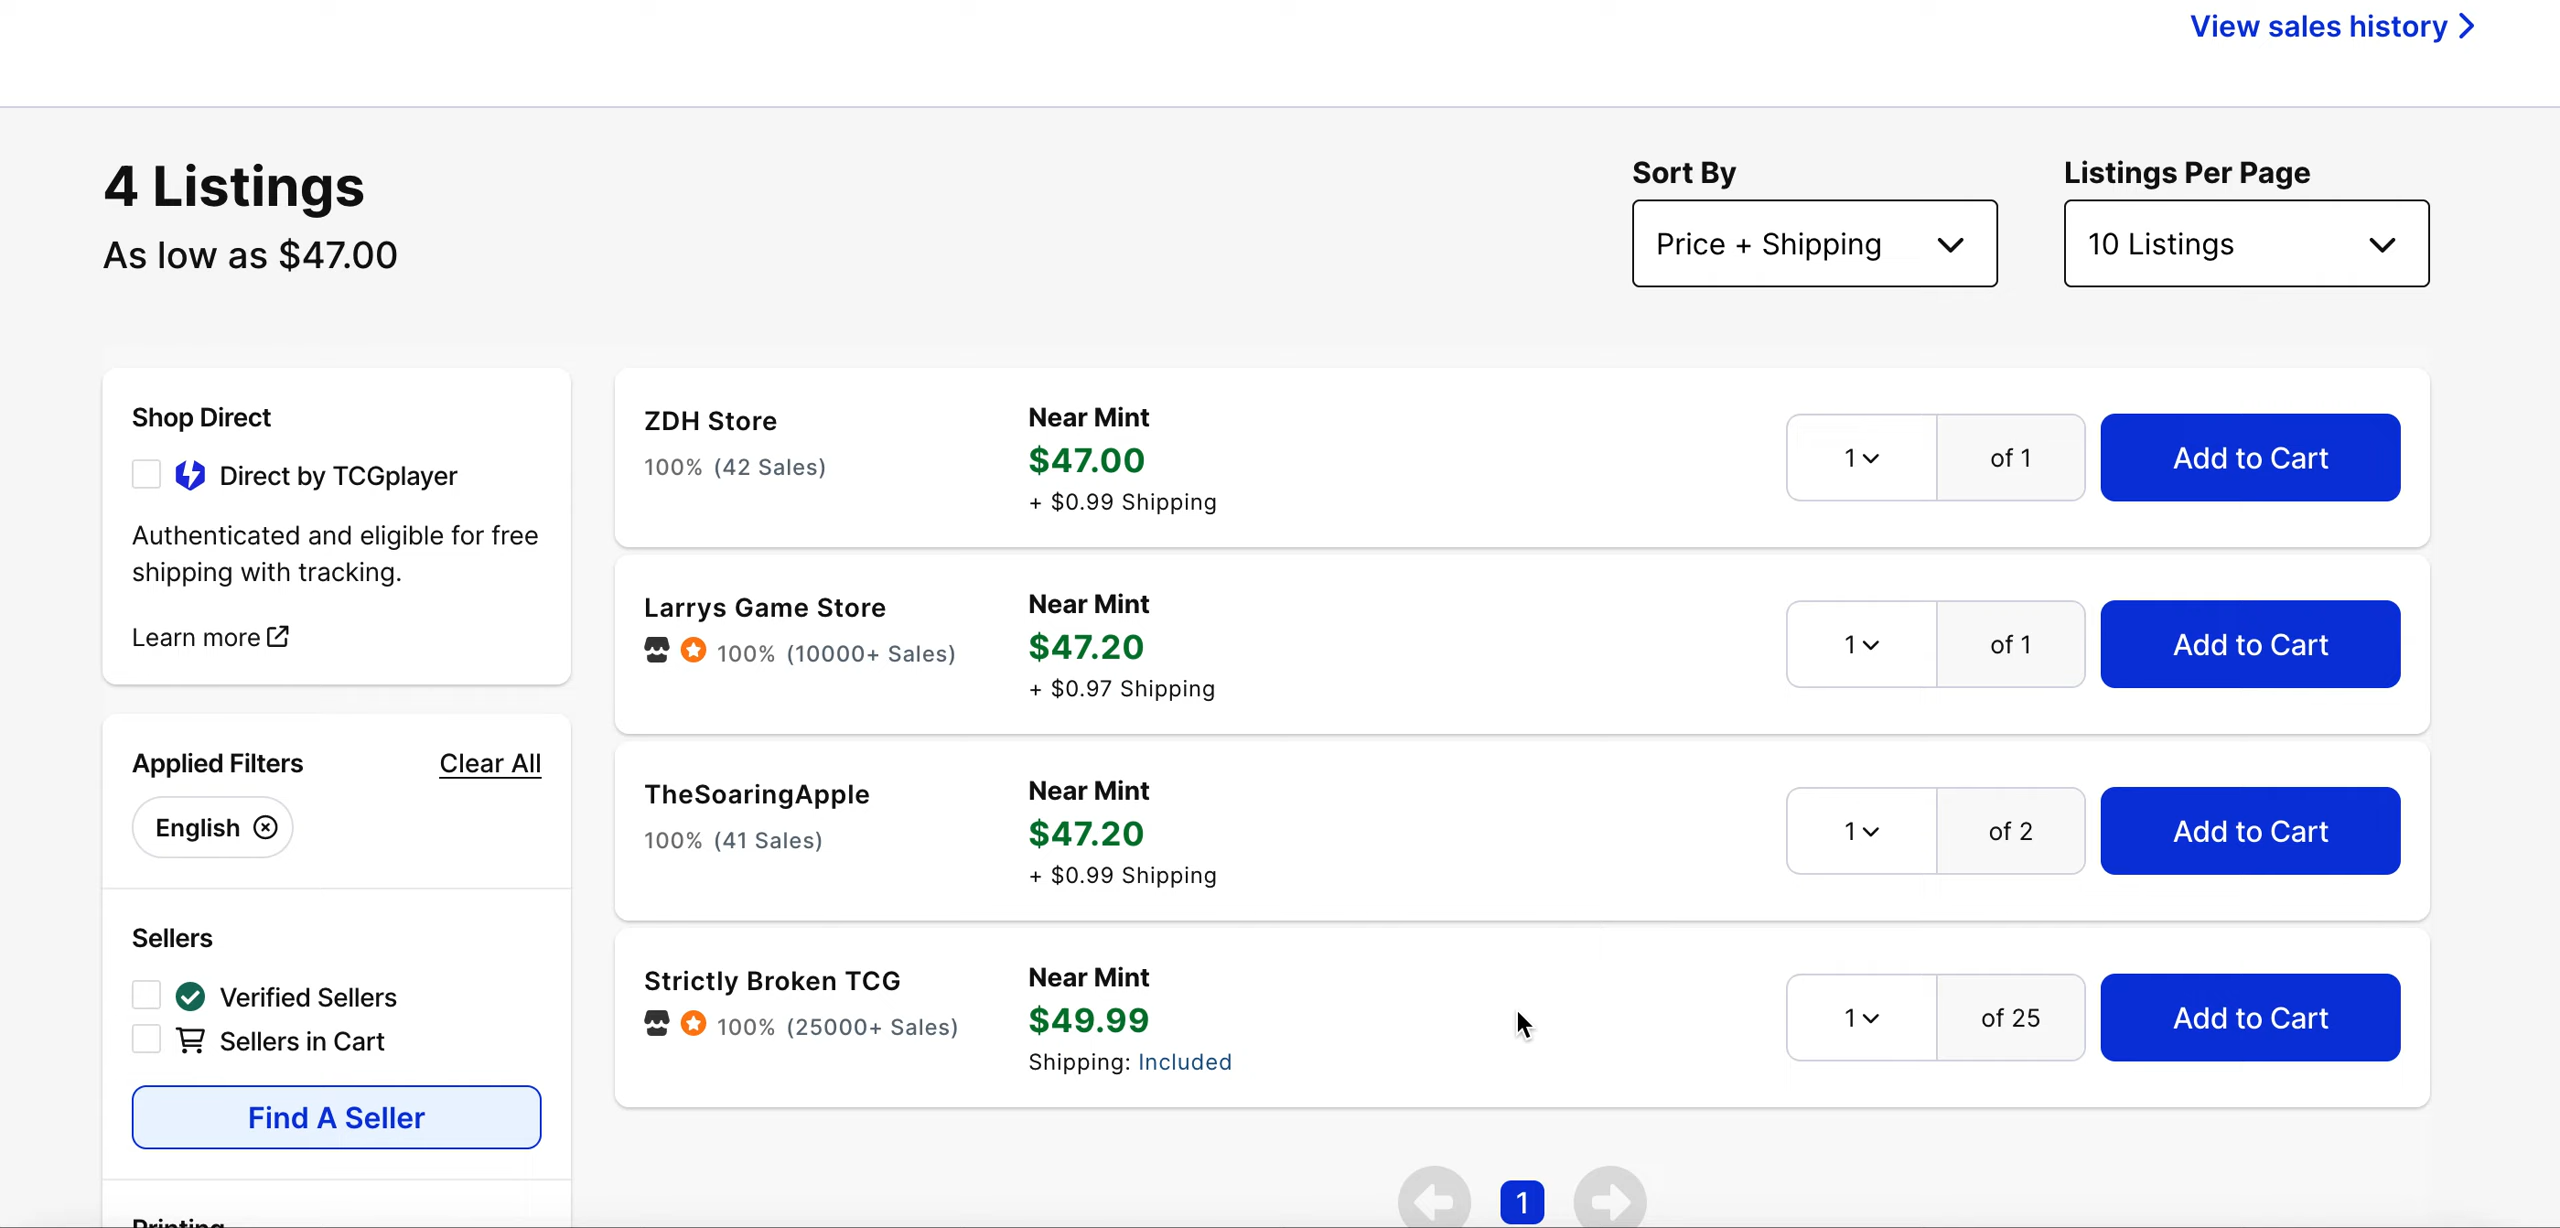 View sales history
4 Listings
As low as $47.00
Sort By
Price + Shipping
Listings Per Page
10 Listings
Shop Direct
Direct by TCGplayer
Authenticated and eligible for free
shipping with tracking.
Learn more
Applied Filters
Clear All
English
Sellers
Verified Sellers
Sellers in Cart
Find A Seller
Printing
ZDH Store
100% (42 Sales)
Near Mint
$47.00
+ $0.99 Shipping
1
of 1
Add to Cart
Larrys Game Store
100% (10000+ Sales)
Near Mint
$47.20
+ $0.97 Shipping
1
of 1
Add to Cart
TheSoaringApple
100% (41 Sales)
Near Mint
$47.20
+ $0.99 Shipping
1
of 2
Add to Cart
Strictly Broken TCG
100% (25000+ Sales)
Near Mint
$49.99
Shipping: Included
1
of 25
Add to Cart
1